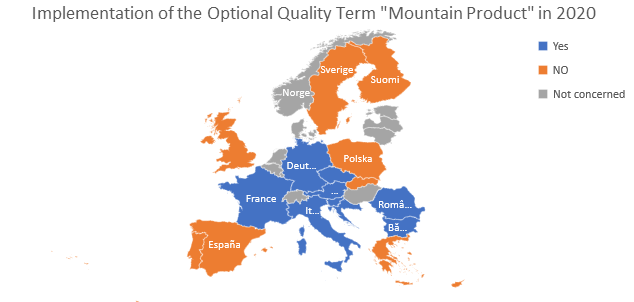 Implementation of the Optional Quality Term "Mountain Product" in 2020
Yes
NO
Not concerned
Sverige
Suomi
Norge
Polska
Deut...
...
France
It...
Româ...
Bă...
España